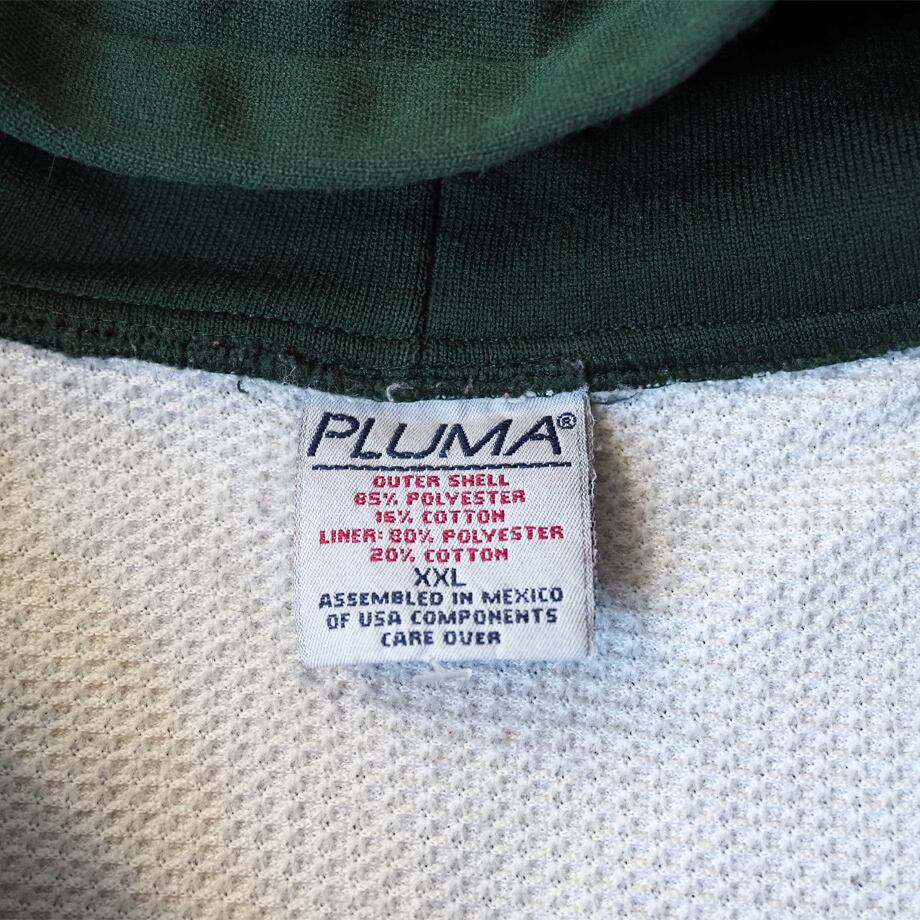 PLUMA®
OUTER SHELL
85% POLYESTER
15% COTTON
LINER: 80% POLYESTER
20% COTTON
XXL
ASSEMBLED IN MEXICO
OF USA COMPONENTS
CARE OVER